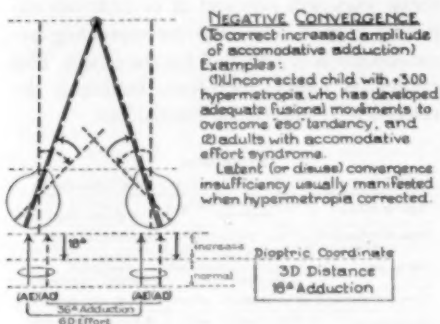 NEGATIVE CONVERGENCE
(To correct increased amplitude
of accomodative adduction)
Examples:
(1)Uncorrected child with +3.00
hypermetropia who has developed
adequate fusional movements to
overcome "eso" tendency, and
(2) adults with accomodative
effort syndrome.
Latent (or disuse) convergence
insufficiency usually manifested
when hypermetropia corrected.
18Δ
increase
normal
Dioptric Coordinate
3D Distance
18Δ Adduction
(AE)(AD) (AE)(AD)
36Δ Adduction
6D Effort